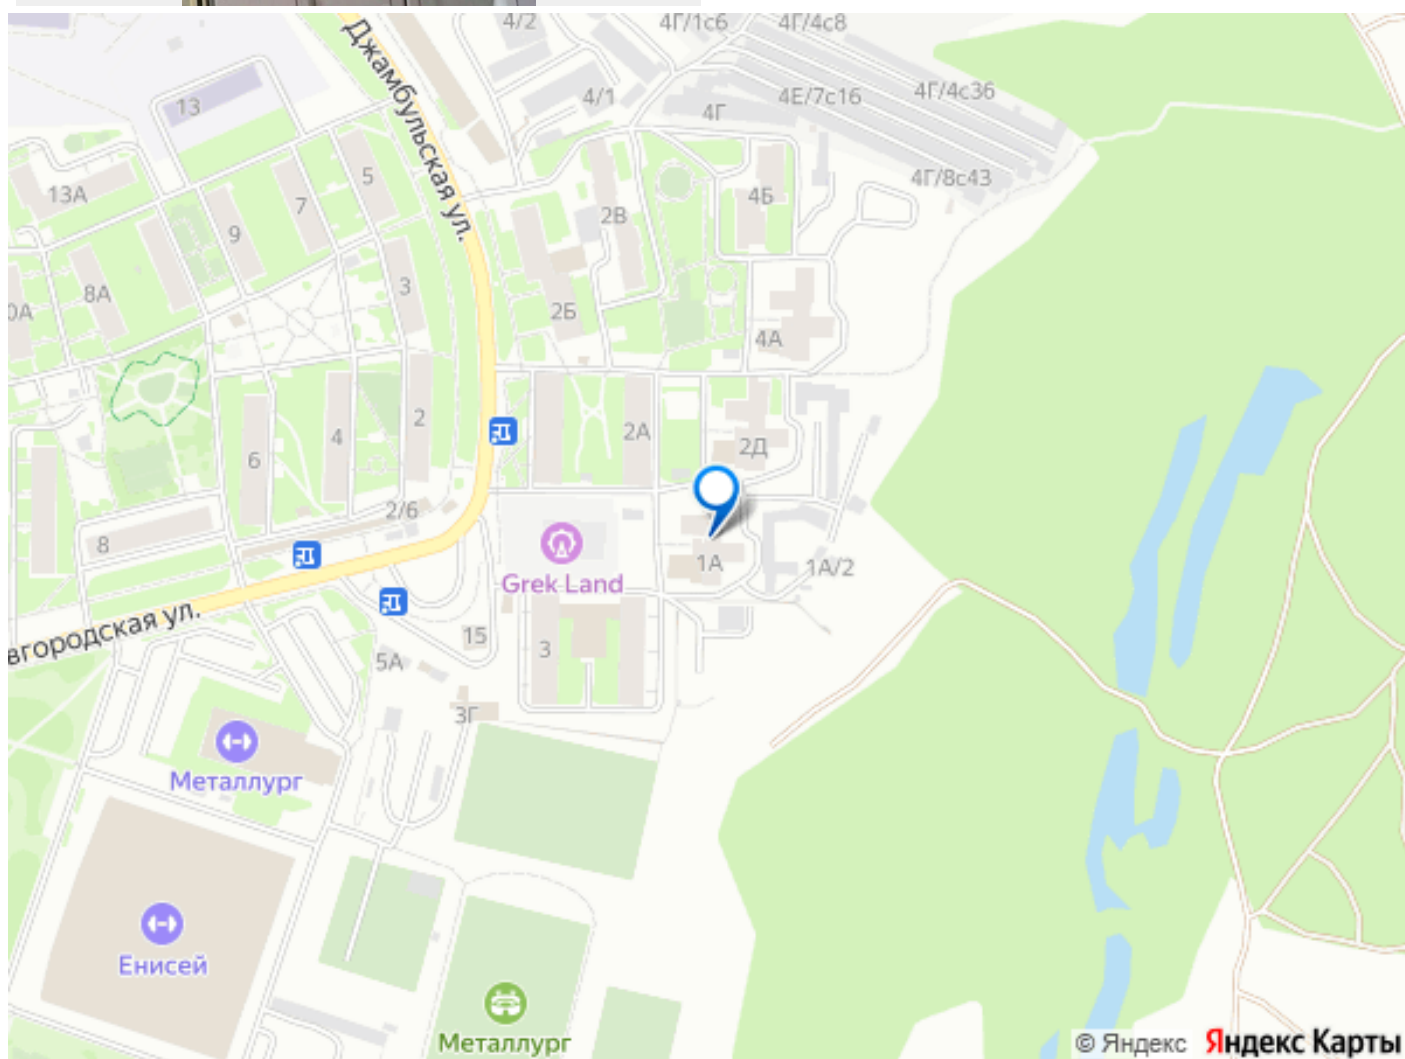 4/2
4Г/1с6
4Г/4с8
Джамбульская ул.
13
4/1
4Г
4Е/7с16
4Г/4с36
4Г/8с43
13А
5
7
9
2В
4Б
3
8А
0А
2Б
4А
2
4
6
2А
2Д
8
2/6
Grek Land
1А
1А/2
вгородская ул.
15
5А
3
3Г
Металлург
Енисей
Металлург
© Яндекс Яндекс Карты